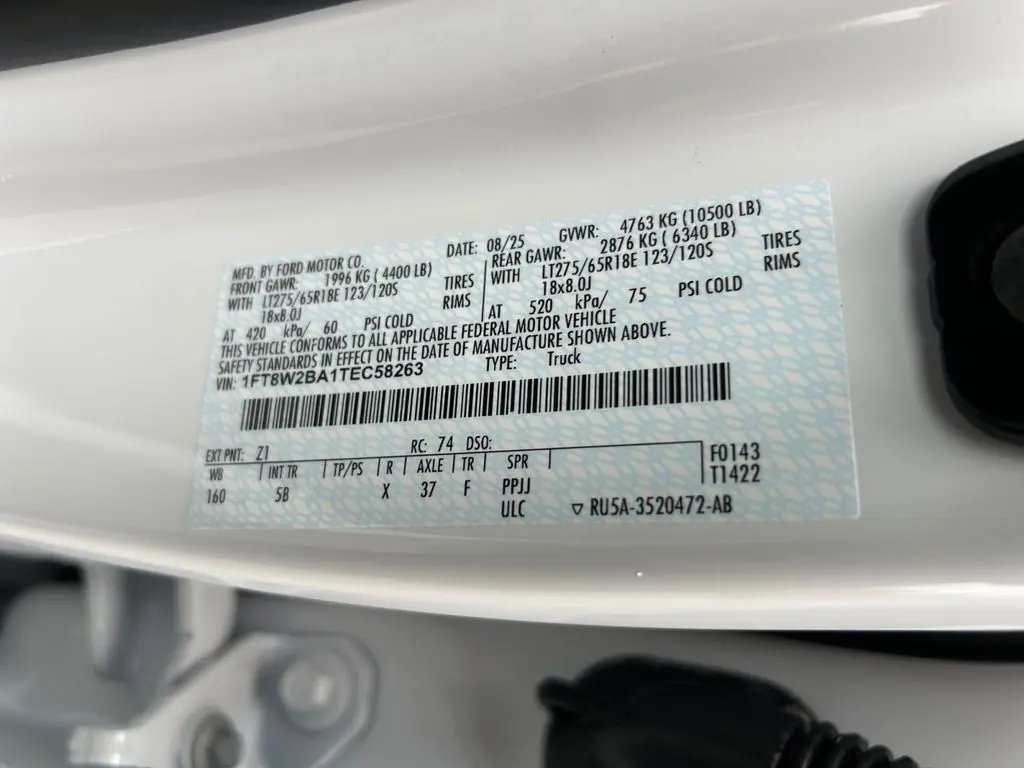 MFD. BY FORD MOTOR CO. DATE: 08/25 GVWR: 4763 KG (10500 LB)
FRONT GAWR: 1996 KG ( 4400 LB) REAR GAWR: 2876 KG ( 6340 LB)
WITH LT275/65R18E 123/120S TIRES WITH LT275/65R18E 123/120S TIRES
18x8.0J RIMS 18x8.0J RIMS
AT 420 kPa/ 60 PSI COLD AT 520 kPa/ 75 PSI COLD
THIS VEHICLE CONFORMS TO ALL APPLICABLE FEDERAL MOTOR VEHICLE
SAFETY STANDARDS IN EFFECT ON THE DATE OF MANUFACTURE SHOWN ABOVE.
VIN: 1FT8W2BA1TEC58263 TYPE: Truck
EXT PNT: Z1 RC: 74 DSO:
WB INT TR TP/PS R AXLE TR SPR F0143
160 5B X 37 F PPJJ T1422
ULC ▽ RU5A-3520472-AB